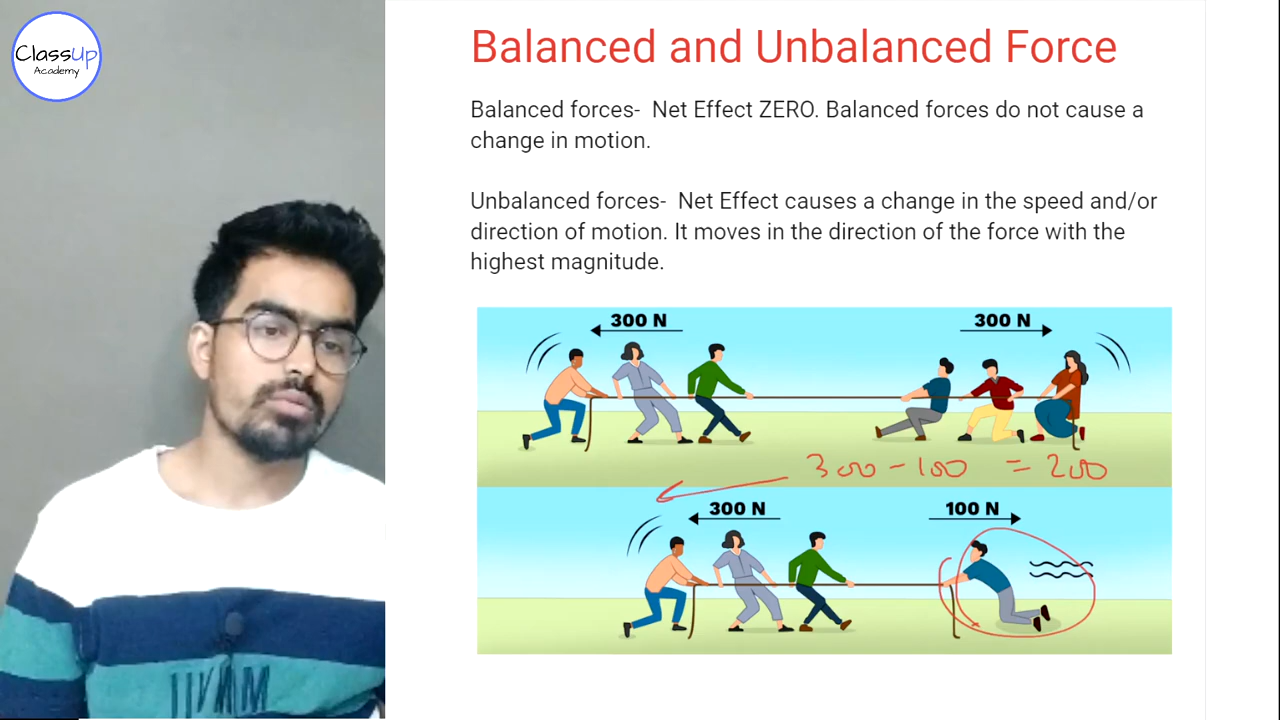 ClassUp
Academy
Balanced and Unbalanced Force
Balanced forces- Net Effect ZERO. Balanced forces do not cause a
change in motion.
Unbalanced forces- Net Effect causes a change in the speed and/or
direction of motion. It moves in the direction of the force with the
highest magnitude.
300 N
300 N
300 - 100 = 200
300 N
100 N